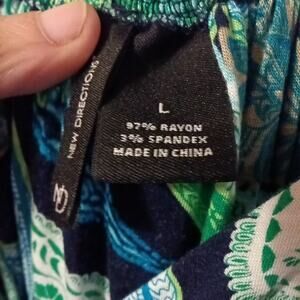 NEW DIRECTIONS
L
97% RAYON
3% SPANDEX
MADE IN CHINA